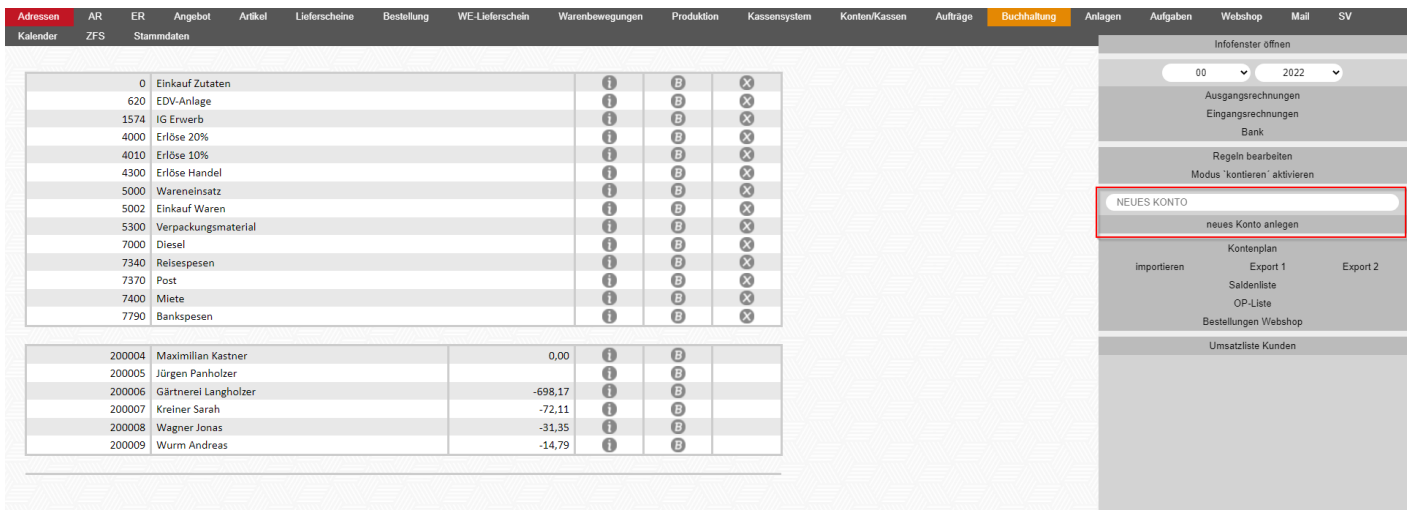 Adressen AR ER Angebot Artikel Lieferscheine Bestellung WE-Lieferschein Warenbewegungen Produktion Kassensystem Konten/Kassen Aufträge Buchhaltung Anlagen Aufgaben Webshop Mail SV
Kalender ZFS Stammdaten
0 Einkauf Zutaten i B X
620 EDV-Anlage i B X
1574 IG Erwerb i B X
4000 Erlöse 20% i B X
4010 Erlöse 10% i B X
4300 Erlöse Handel i B X
5000 Wareneinsatz i B X
5002 Einkauf Waren i B X
5300 Verpackungsmaterial i B X
7000 Diesel i B X
7340 Reisespesen i B X
7370 Post i B X
7400 Miete i B X
7790 Bankspesen i B X
200004 Maximilian Kastner 0,00 i B
200005 Jürgen Panholzer i B
200006 Gärtnerei Langholzer -698,17 i B
200007 Kreiner Sarah -72,11 i B
200008 Wagner Jonas -31,35 i B
200009 Wurm Andreas -14,79 i B
Infofenster öffnen
00 2022
Ausgangsrechnungen
Eingangsrechnungen
Bank
Regeln bearbeiten
Modus `kontieren´ aktivieren
NEUES KONTO
neues Konto anlegen
Kontenplan
importieren Export 1 Export 2
Saldenliste
OP-Liste
Bestellungen Webshop
Umsatzliste Kunden